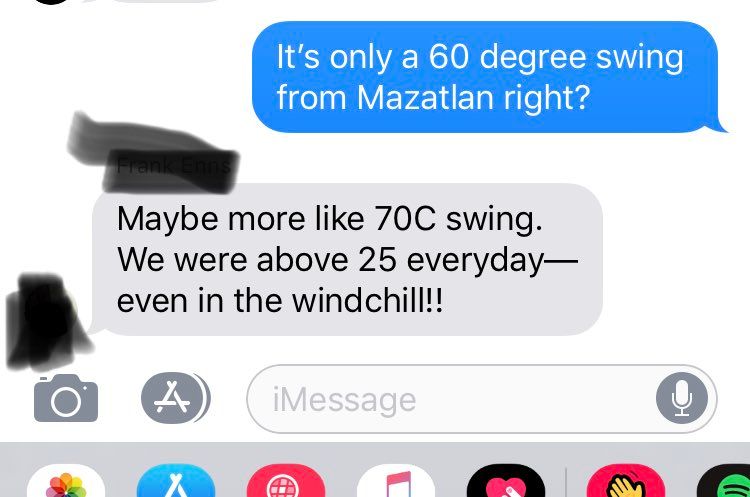 It’s only a 60 degree swing
from Mazatlan right?
Maybe more like 70C swing.
We were above 25 everyday—
even in the windchill!!
iMessage